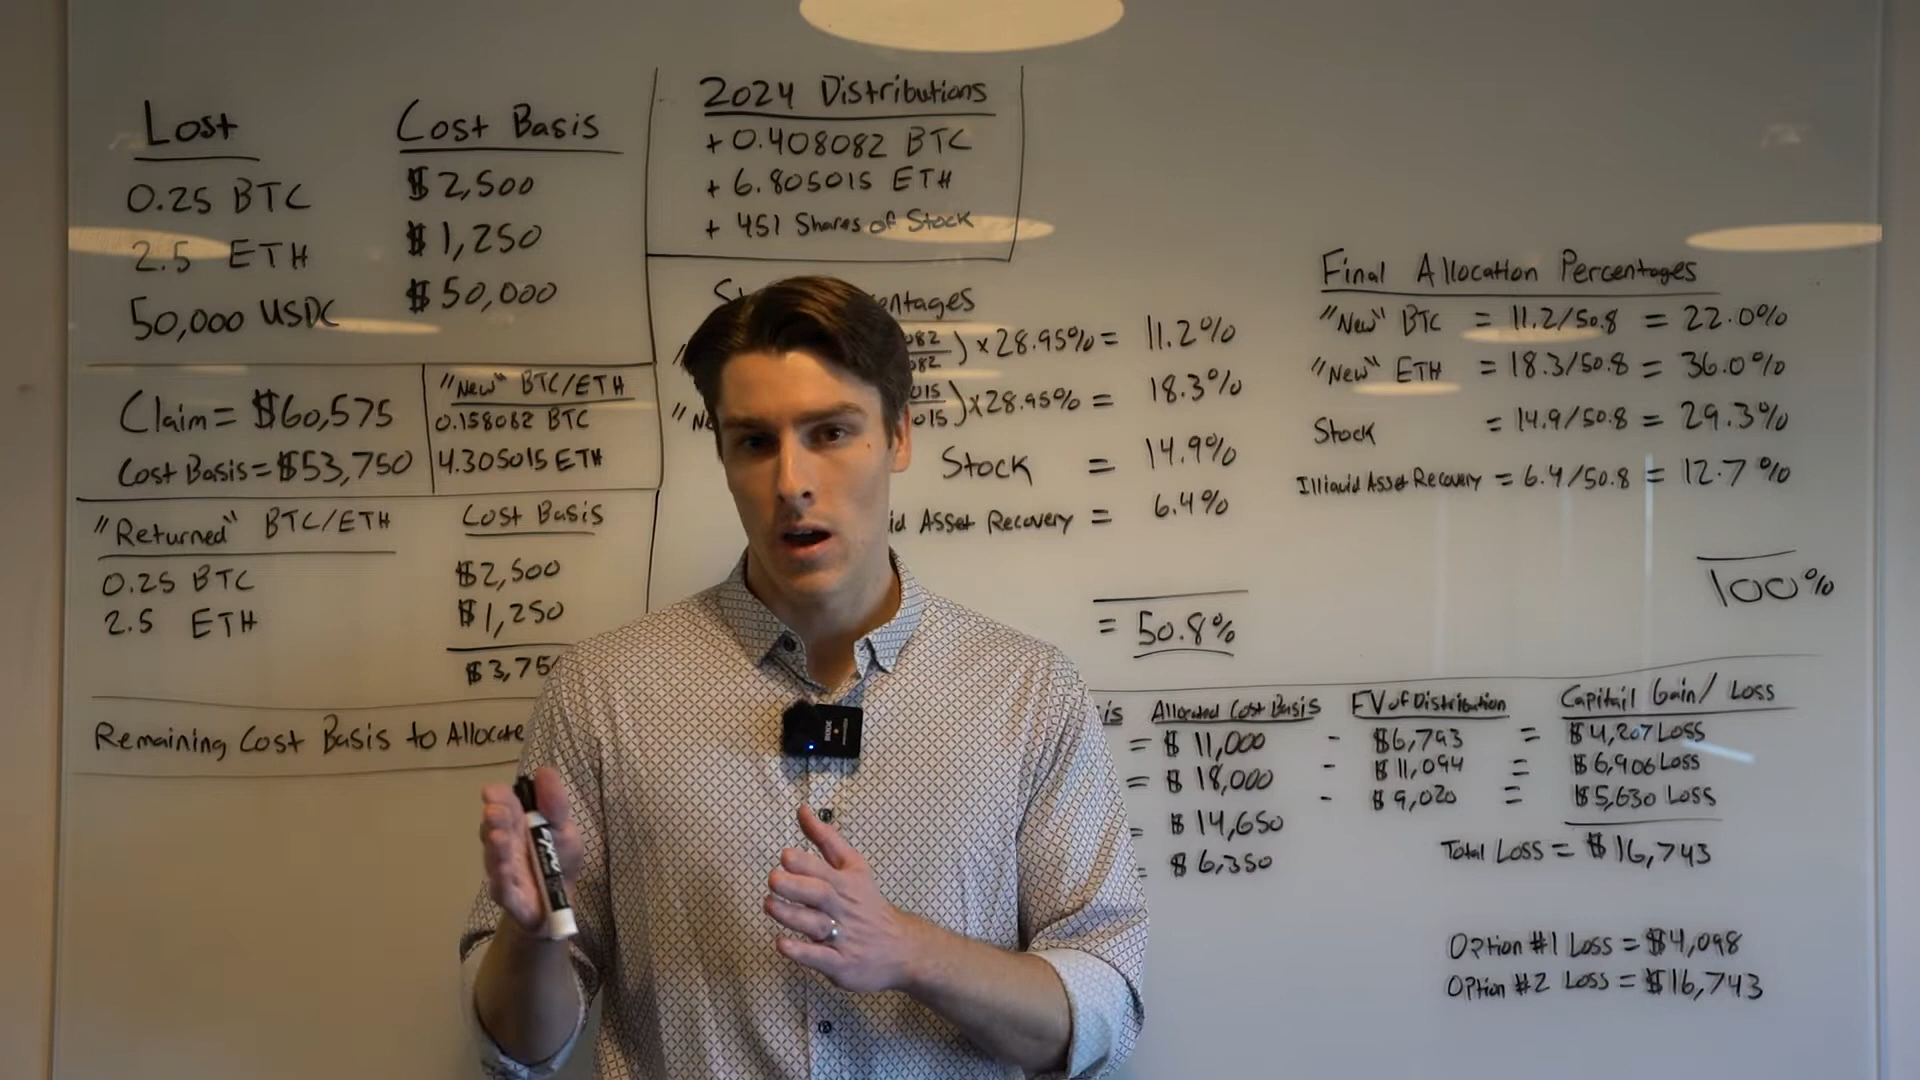 Lost Cost Basis
0.25 BTC $2,500
2.5 ETH $1,250
50,000 USDC $50,000
Claim = $60,575
Cost Basis = $53,750
"New" BTC/ETH
0.158082 BTC
4.305015 ETH
"Returned" BTC/ETH Cost Basis
0.25 BTC $2,500
2.5 ETH $1,250
Remaining Cost Basis to Allocate
2024 Distributions
+ 0.408082 BTC
+ 6.805015 ETH
+ 451 Shares of Stock
) x 28.95% = 11.2%
) x 28.95% = 18.3%
Stock = 14.9%
Asset Recovery = 6.4%
= 50.8%
Final Allocation Percentages
"New" BTC = 11.2/50.8 = 22.0%
"New" ETH = 18.3/50.8 = 36.0%
Stock = 14.9/50.8 = 29.3%
Illiquid Asset Recovery = 6.4/50.8 = 12.7%
100%
Allocated Cost Basis - FV of Distribution = Capitail Gain/Loss
= $11,000 - $6,793 = $4,207 Loss
= $18,000 - $11,094 = $6,906 Loss
= $14,650 - $9,020 = $5,630 Loss
= $6,350
Total Loss = $16,743
Option #1 Loss = $4,098
Option #2 Loss = $16,743
EXPO
RODE